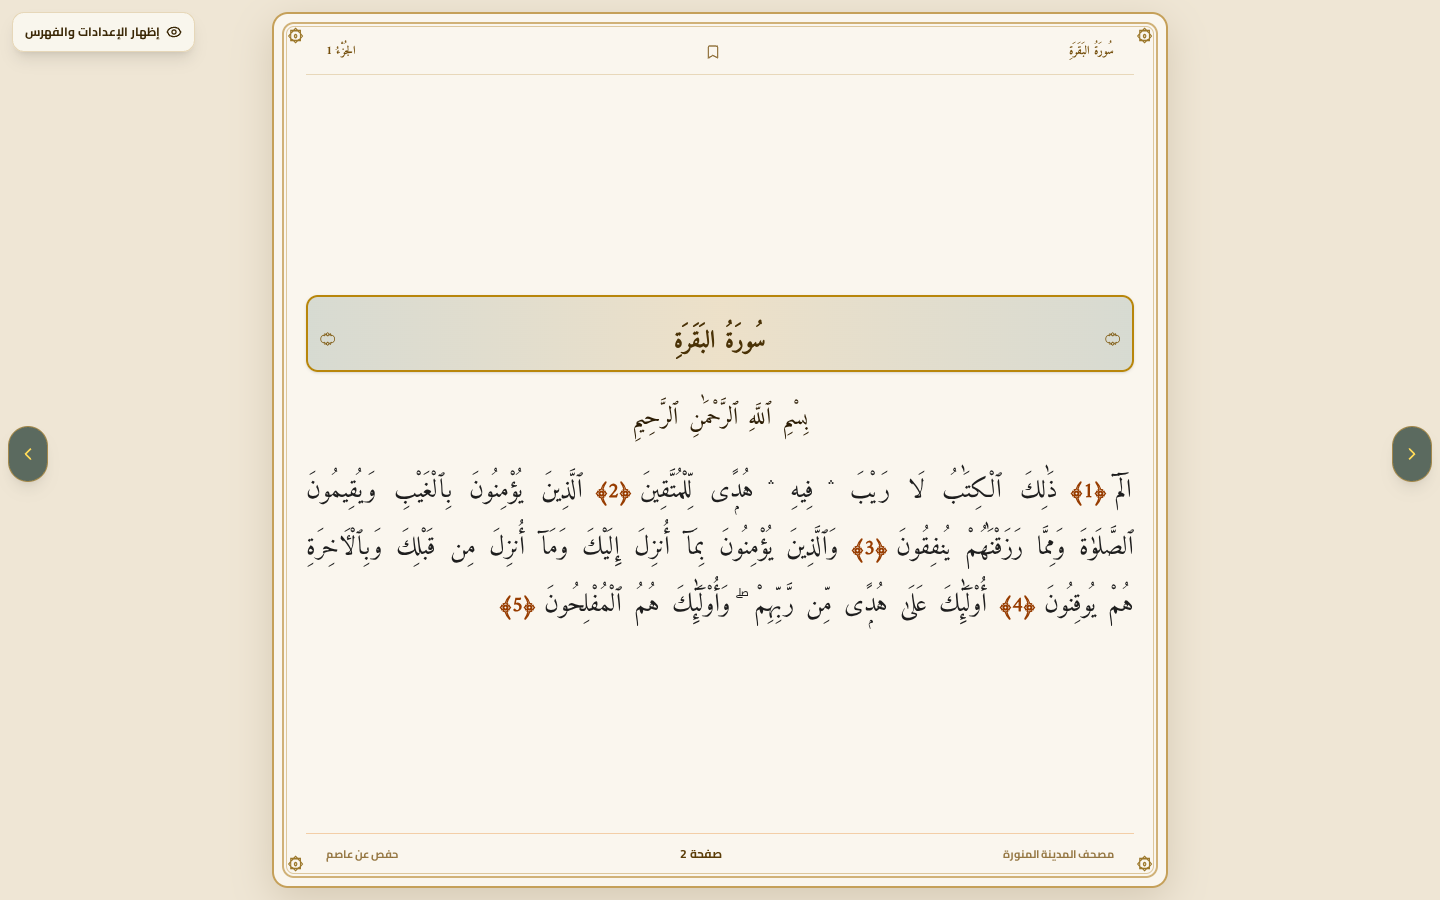 إظهار الإعدادات والفهرس
سُورَةُ البَقَرَةِ
الجُزْءُ 1
سُورَةُ البَقَرَةِ
بِسْمِ ٱللَّهِ ٱلرَّحْمَٰنِ ٱلرَّحِيمِ
الٓمٓ ﴿1﴾ ذَٰلِكَ ٱلْكِتَٰبُ لَا رَيْبَ ۛ فِيهِ ۛ هُدًۭى لِّلْمُتَّقِينَ ﴿2﴾ ٱلَّذِينَ يُؤْمِنُونَ بِٱلْغَيْبِ وَيُقِيمُونَ
ٱلصَّلَوٰةَ وَمِمَّا رَزَقْنَٰهُمْ يُنفِقُونَ ﴿3﴾ وَٱلَّذِينَ يُؤْمِنُونَ بِمَآ أُنزِلَ إِلَيْكَ وَمَآ أُنزِلَ مِن قَبْلِكَ وَبِٱلْءَاخِرَةِ
هُمْ يُوقِنُونَ ﴿4﴾ أُو۟لَٰٓئِكَ عَلَىٰ هُدًۭى مِّن رَّبِّهِمْ ۖ وَأُو۟لَٰٓئِكَ هُمُ ٱلْمُفْلِحُونَ ﴿5﴾
مصحف المدينة المنورة
صفحة 2
حفص عن عاصم